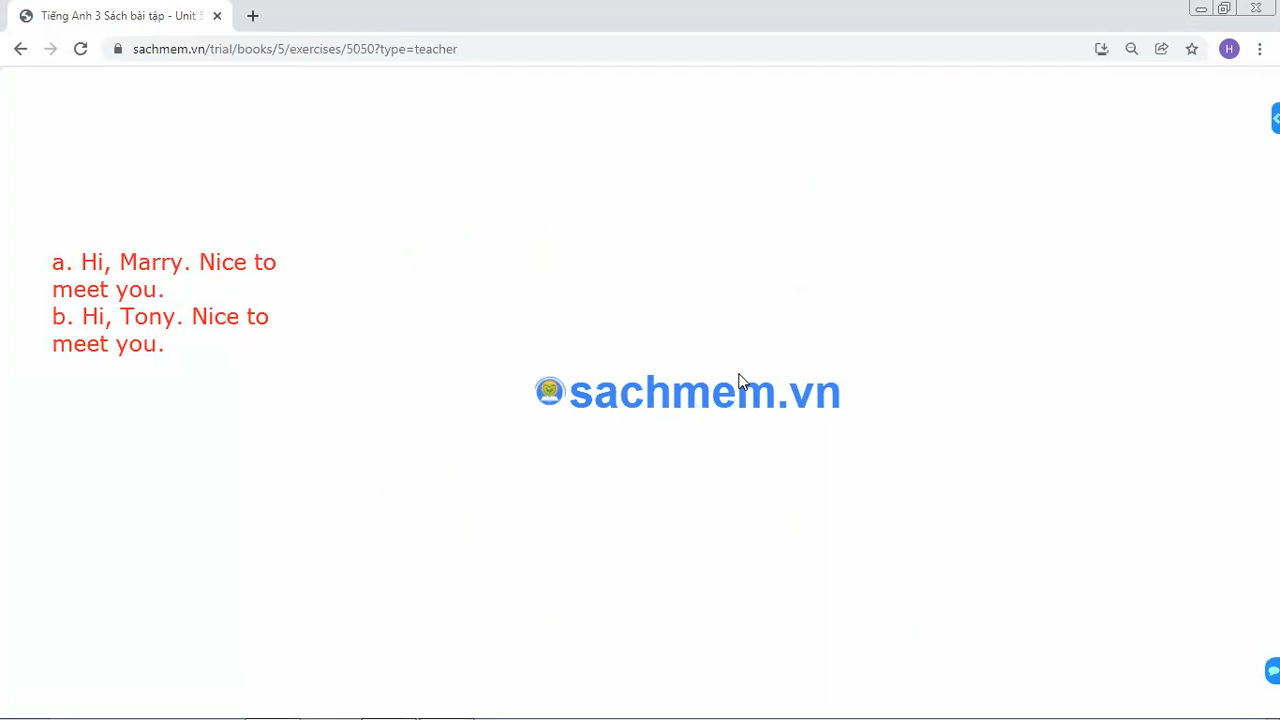 Tiếng Anh 3 Sách bài tập - Unit 5
sachmem.vn/trial/books/5/exercises/5050?type=teacher
H
a. Hi, Marry. Nice to
meet you.
b. Hi, Tony. Nice to
meet you.
sachmem.vn